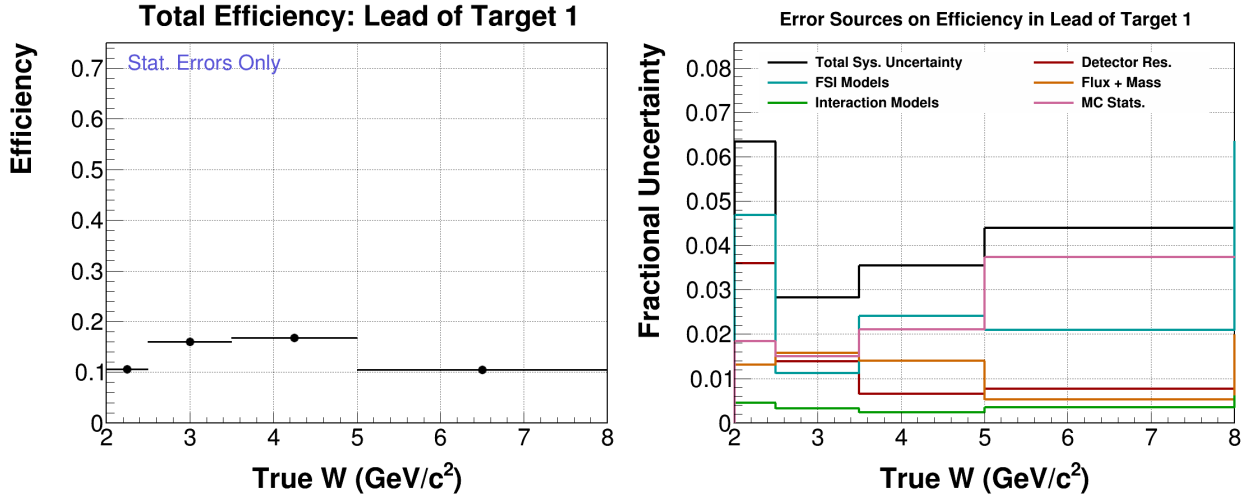 Total Efficiency: Lead of Target 1
Efficiency
Stat. Errors Only
0.7
0.6
0.5
0.4
0.3
0.2
0.1
0
2 3 4 5 6 7 8
True W (GeV/c²)
Error Sources on Efficiency in Lead of Target 1
Fractional Uncertainty
Total Sys. Uncertainty Detector Res.
FSI Models Flux + Mass
Interaction Models MC Stats.
0.08
0.07
0.06
0.05
0.04
0.03
0.02
0.01
0
2 3 4 5 6 7 8
True W (GeV/c²)